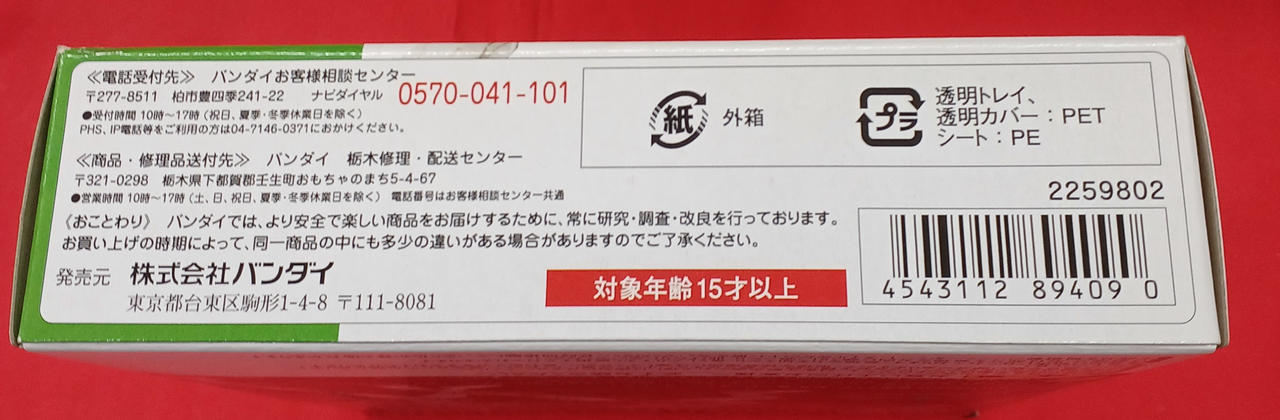 ≪電話受付先≫ バンダイお客様相談センター
〒277-8511 柏市豊四季241-22 ナビダイヤル 0570-041-101
●受付時間 10時~17時(祝日、夏季・冬季休業日を除く)
PHS、IP電話等をご利用の方は04-7146-0371におかけください。
≪商品・修理品送付先≫ バンダイ 栃木修理・配送センター
〒321-0298 栃木県下都賀郡壬生町おもちゃのまち5-4-67
●営業時間 10時~17時(土、日、祝日、夏季・冬季休業日を除く) 電話番号はお客様相談センター共通
《おことわり》 バンダイでは、より安全で楽しい商品をお届けするために、常に研究・調査・改良を行っております。
お買い上げの時期によって、同一商品の中にも多少の違いがある場合がありますのでご了承ください。
発売元 株式会社バンダイ
東京都台東区駒形1-4-8 〒111-8081
対象年齢15才以上
紙 外箱
プラ
透明トレイ、
透明カバー:PET
シート:PE
2259802
4543112 89409 0